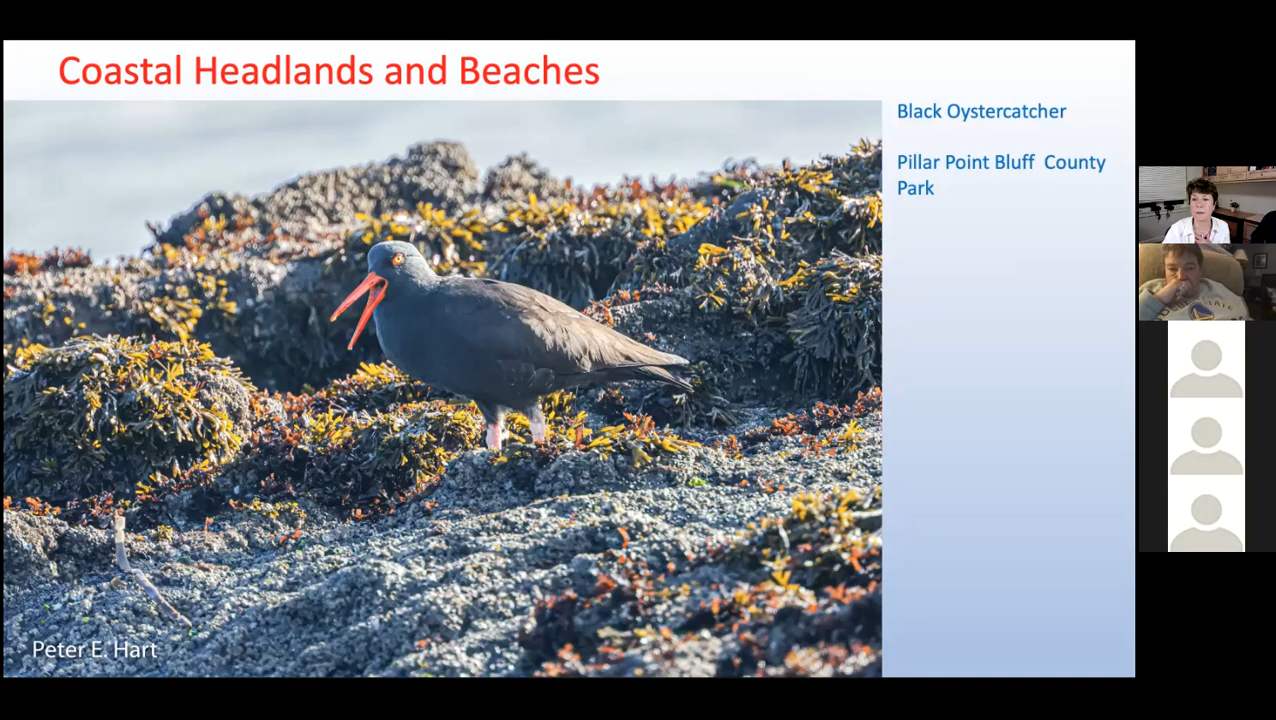 Coastal Headlands and Beaches
Black Oystercatcher
Pillar Point Bluff  County
Park
Peter E. Hart